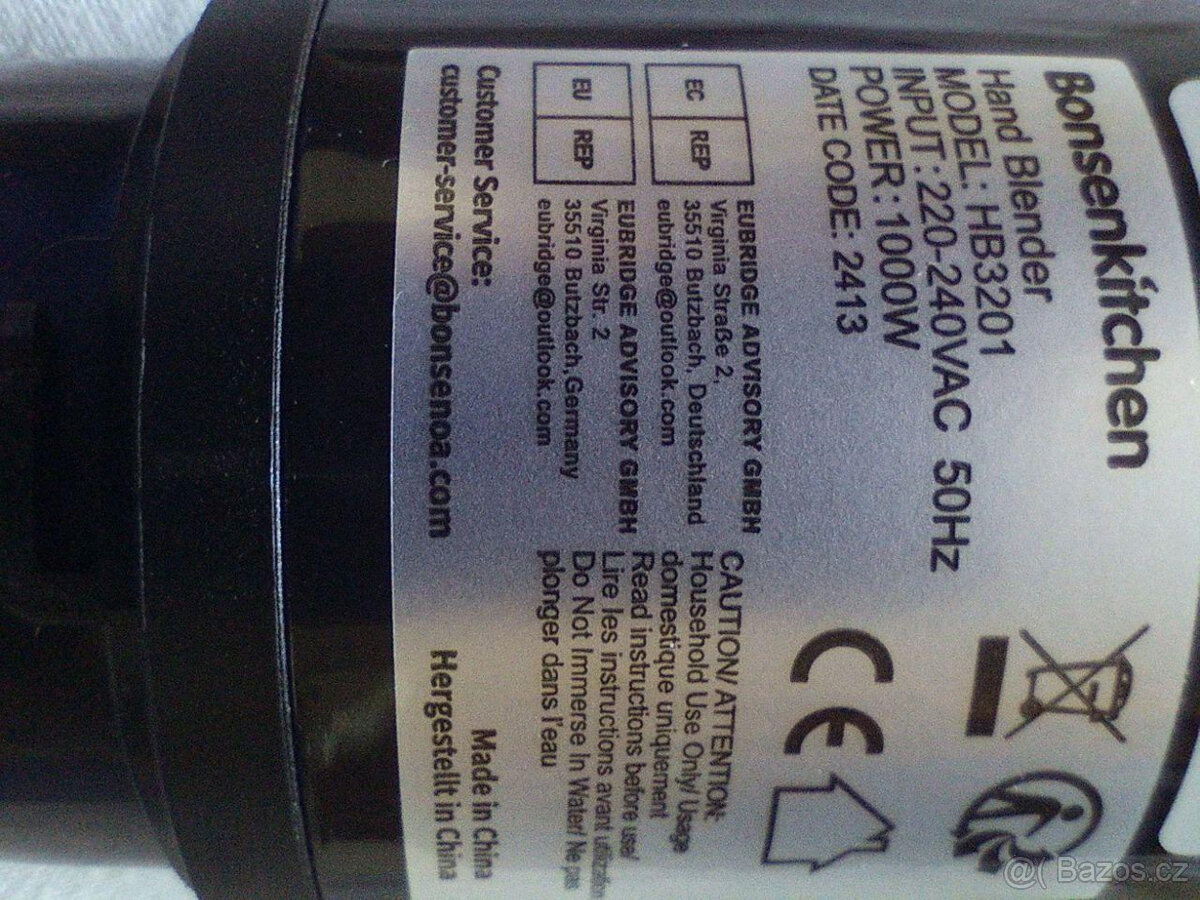 Bonsenkitchen
Hand Blender
MODEL: HB3201
INPUT: 220-240VAC 50Hz
POWER: 1000W
DATE CODE: 2413
EC REP
EUBRIDGE ADVISORY GMBH
Virginia Straße 2,
35510 Butzbach, Deutschland
eubridge@outlook.com
EU REP
EUBRIDGE ADVISORY GMBH
Virginia Str. 2
35510 Butzbach,Germany
eubridge@outlook.com
Customer Service:
customer-service@bonsenoa.com
CE
CAUTION/ ATTENTION:
Household Use Only/ Usage
domestique uniquement
Read instructions before use/
Lire les instructions avant utilization
Do Not Immerse In Water/ Ne pas
plonger dans l'eau
Made in China
Hergestellt in China
@( Bazos.cz